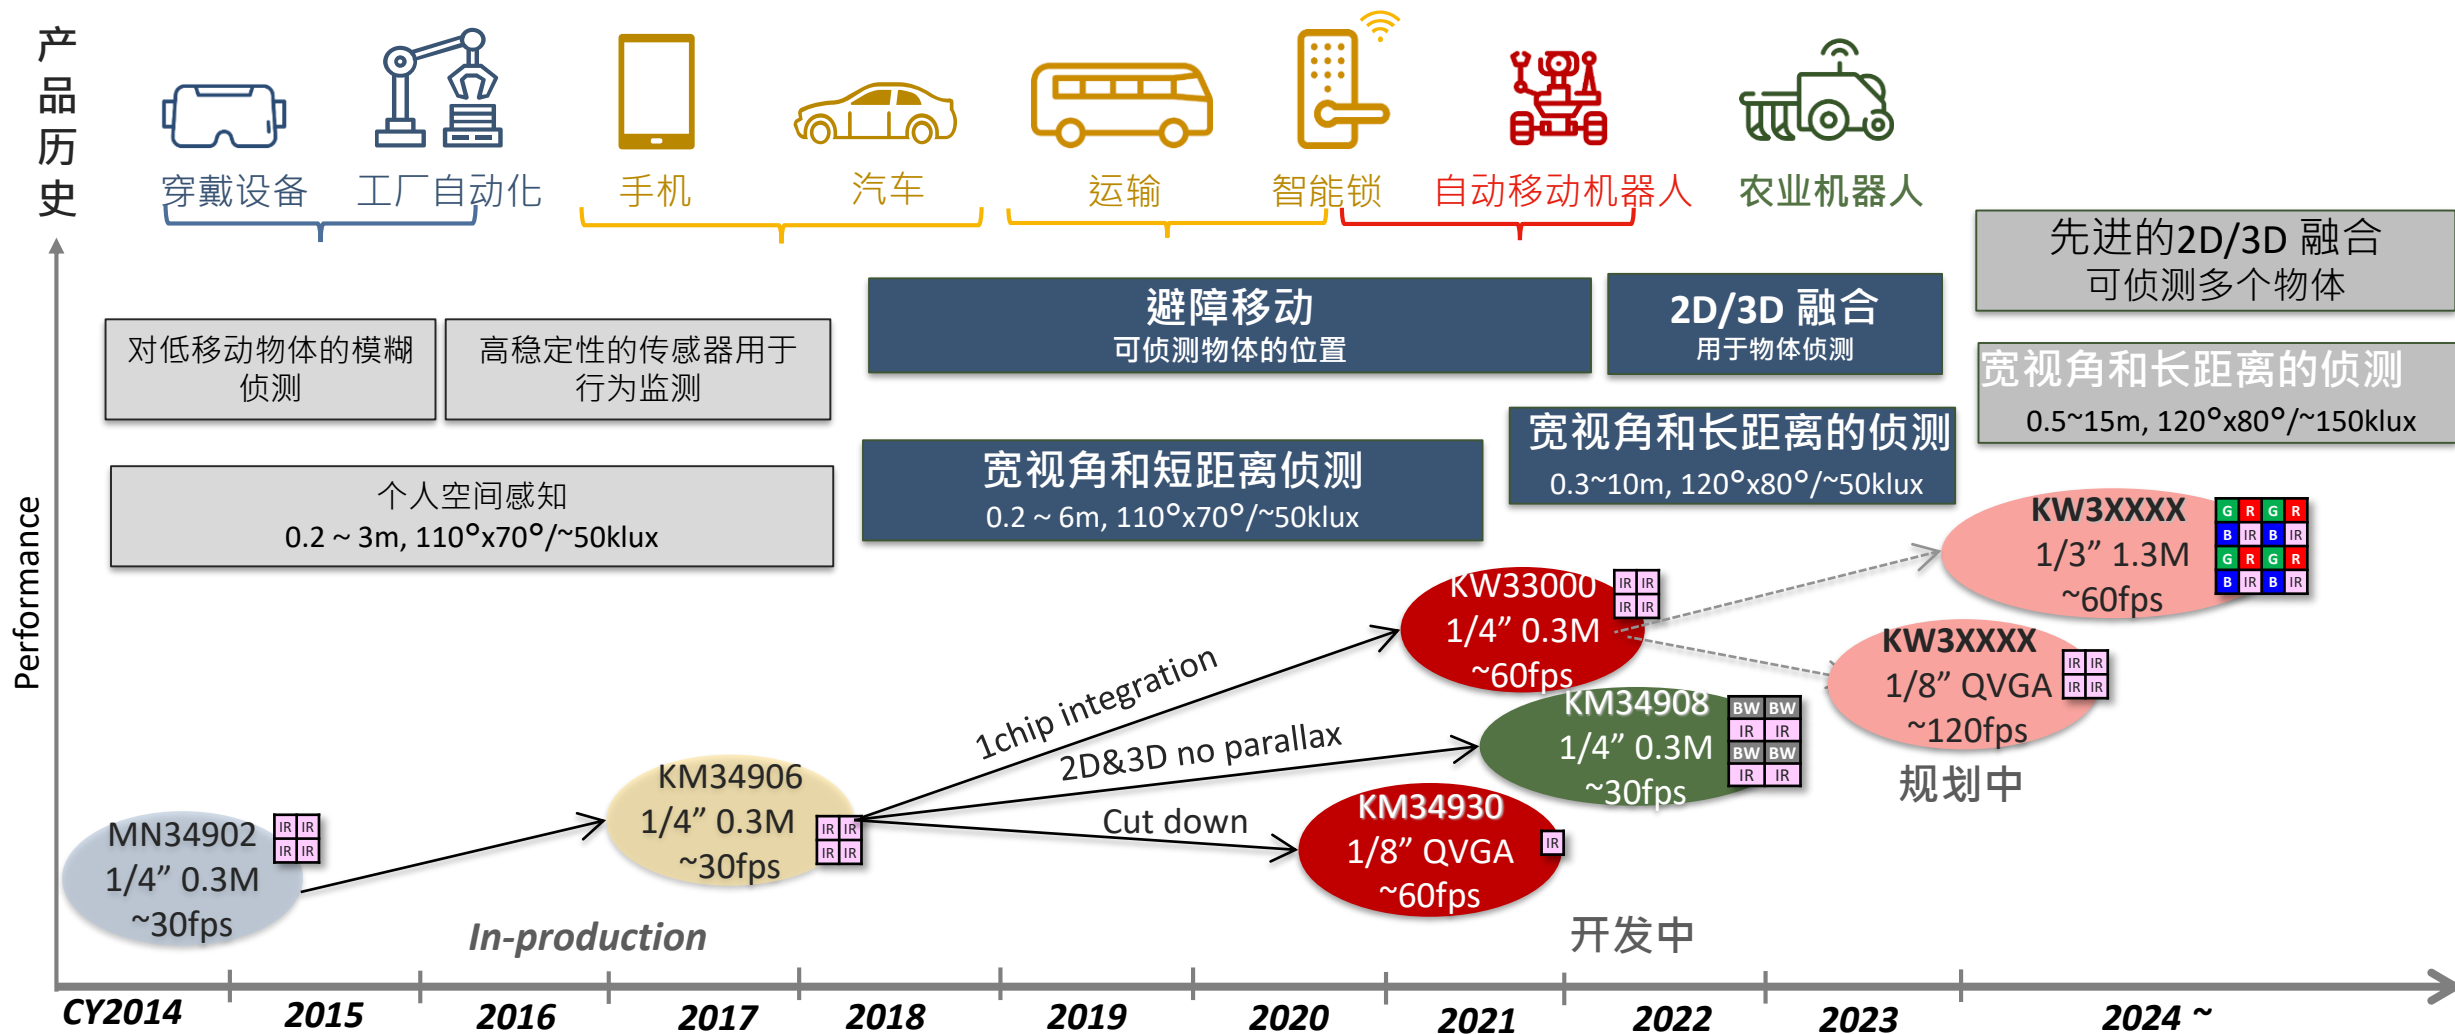 产品历史
穿戴设备
工厂自动化
手机
汽车
运输
智能锁
自动移动机器人
农业机器人
先进的2D/3D 融合
可侦测多个物体
避障移动
可侦测物体的位置
2D/3D 融合
用于物体侦测
对低移动物体的模糊
侦测
高稳定性的传感器用于
行为监测
宽视角和长距离的侦测
0.5~15m, 120°x80°/~150klux
宽视角和长距离的侦测
0.3~10m, 120°x80°/~50klux
宽视角和短距离侦测
0.2 ~ 6m, 110°x70°/~50klux
个人空间感知
0.2 ~ 3m, 110°x70°/~50klux
Performance
KW3XXXX
1/3” 1.3M
~60fps
G R G R
B IR B IR
G R G R
B IR B IR
KW33000
1/4” 0.3M
~60fps
IR IR
IR IR
KW3XXXX
1/8” QVGA
~120fps
IR IR
IR IR
规划中
1chip integration
2D&3D no parallax
Cut down
KM34908
1/4” 0.3M
~30fps
BW BW
IR IR
BW BW
IR IR
KM34906
1/4” 0.3M
~30fps
IR IR
IR IR
KM34930
1/8” QVGA
~60fps
IR
MN34902
1/4” 0.3M
~30fps
IR IR
IR IR
In-production
开发中
CY2014
2015
2016
2017
2018
2019
2020
2021
2022
2023
2024 ~